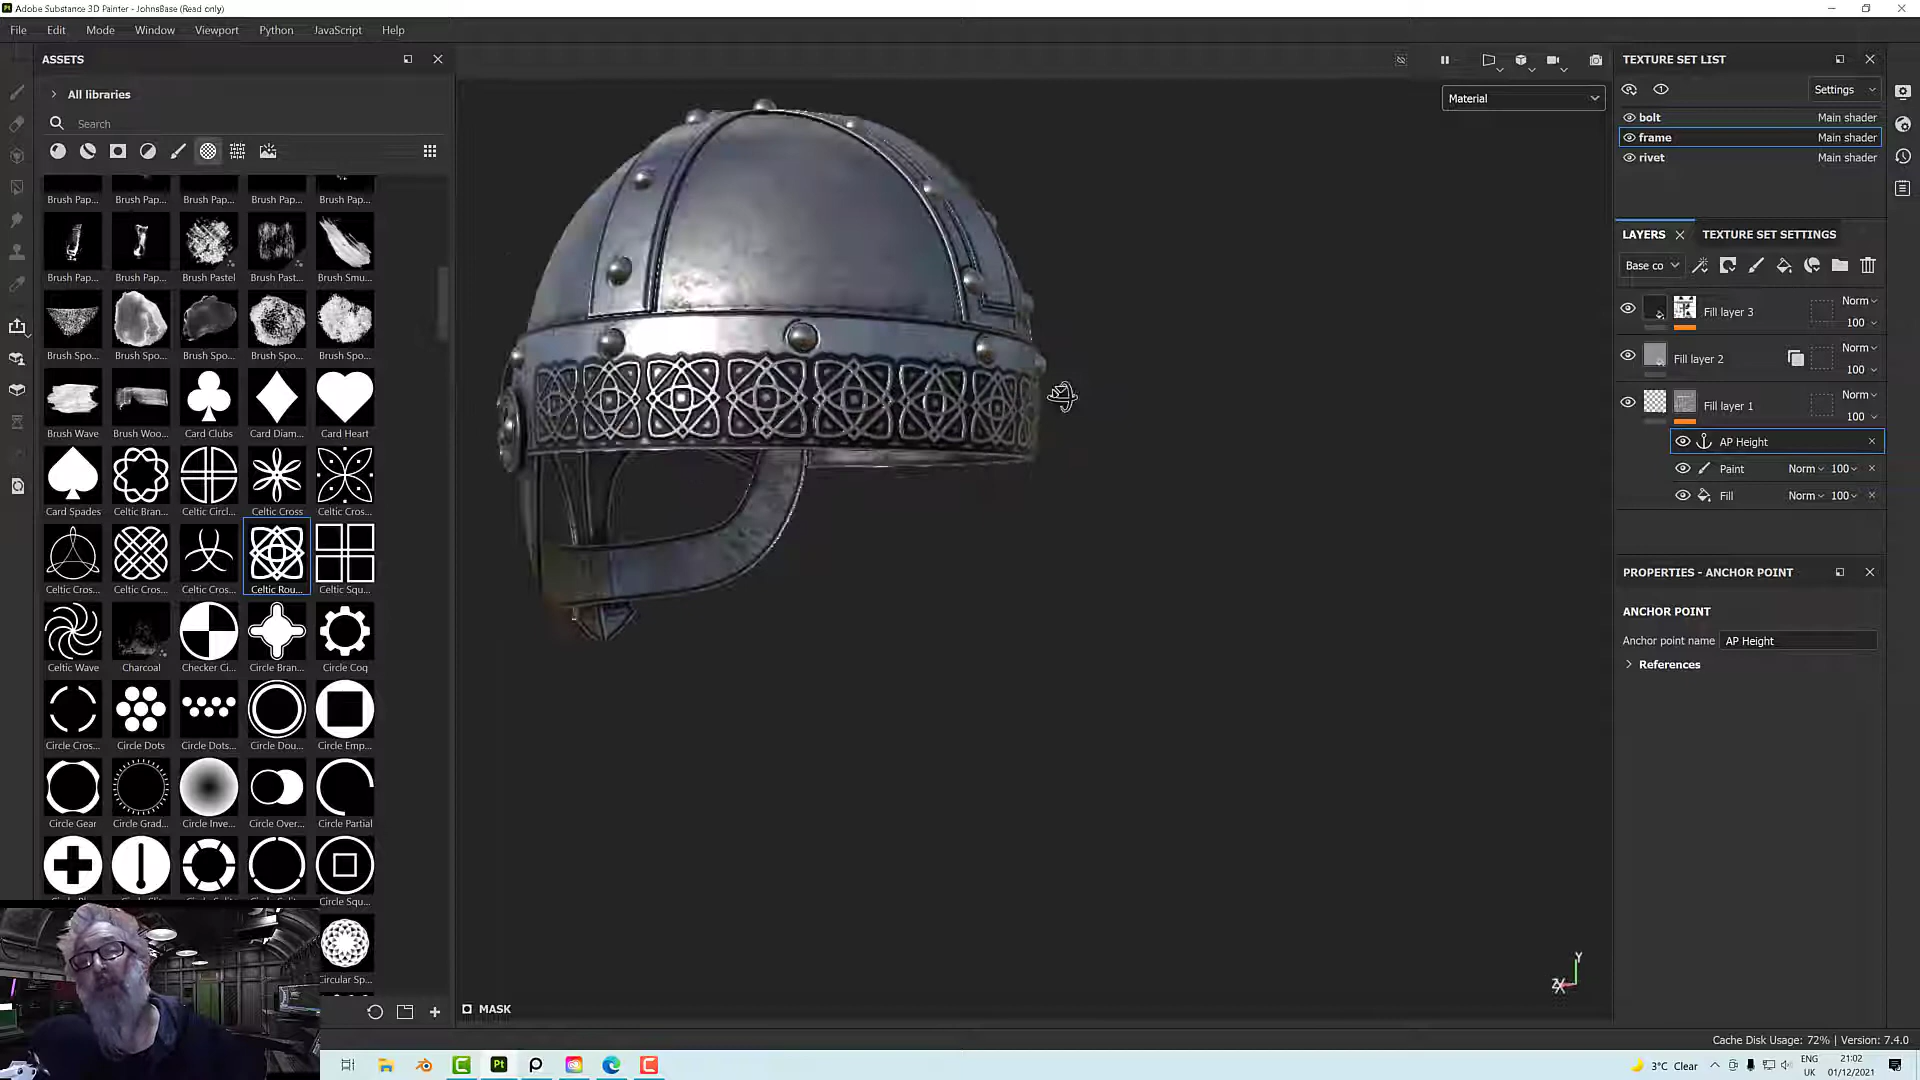 Adobe Substance 3D Painter - JohnsBase (Read only)
File Edit Mode Window Viewport Python JavaScript Help
ASSETS
All libraries
Search
Brush Pap... Brush Pap... Brush Pap... Brush Pap... Brush Pap...
Brush Pap... Brush Pap... Brush Pastel Brush Past... Brush Smu...
Brush Spo... Brush Spo... Brush Spo... Brush Spo... Brush Spo...
Brush Wave Brush Woo... Card Clubs Card Diam... Card Heart
Card Spades Celtic Bran... Celtic Circl... Celtic Cross Celtic Cros...
Celtic Cros... Celtic Cros... Celtic Cros... Celtic Rou... Celtic Squ...
Celtic Wave Charcoal Checker Ci... Circle Bran... Circle Coq
Circle Cros... Circle Dots Circle Dots... Circle Dou... Circle Emp...
Circle Gear Circle Grad... Circle Inve... Circle Over... Circle Partial
Circle Squ...
Circular Sp...
Material
MASK
Y
TEXTURE SET LIST
Settings
bolt Main shader
frame Main shader
rivet Main shader
LAYERS TEXTURE SET SETTINGS
Base co
Fill layer 3 Norm 100
Fill layer 2 Norm 100
Fill layer 1 Norm 100
AP Height
Paint Norm 100
Fill Norm 100
PROPERTIES - ANCHOR POINT
ANCHOR POINT
Anchor point name AP Height
References
Cache Disk Usage: 72% | Version: 7.4.0
Pt
3°C Clear
ENG
UK
21:02
01/12/2021